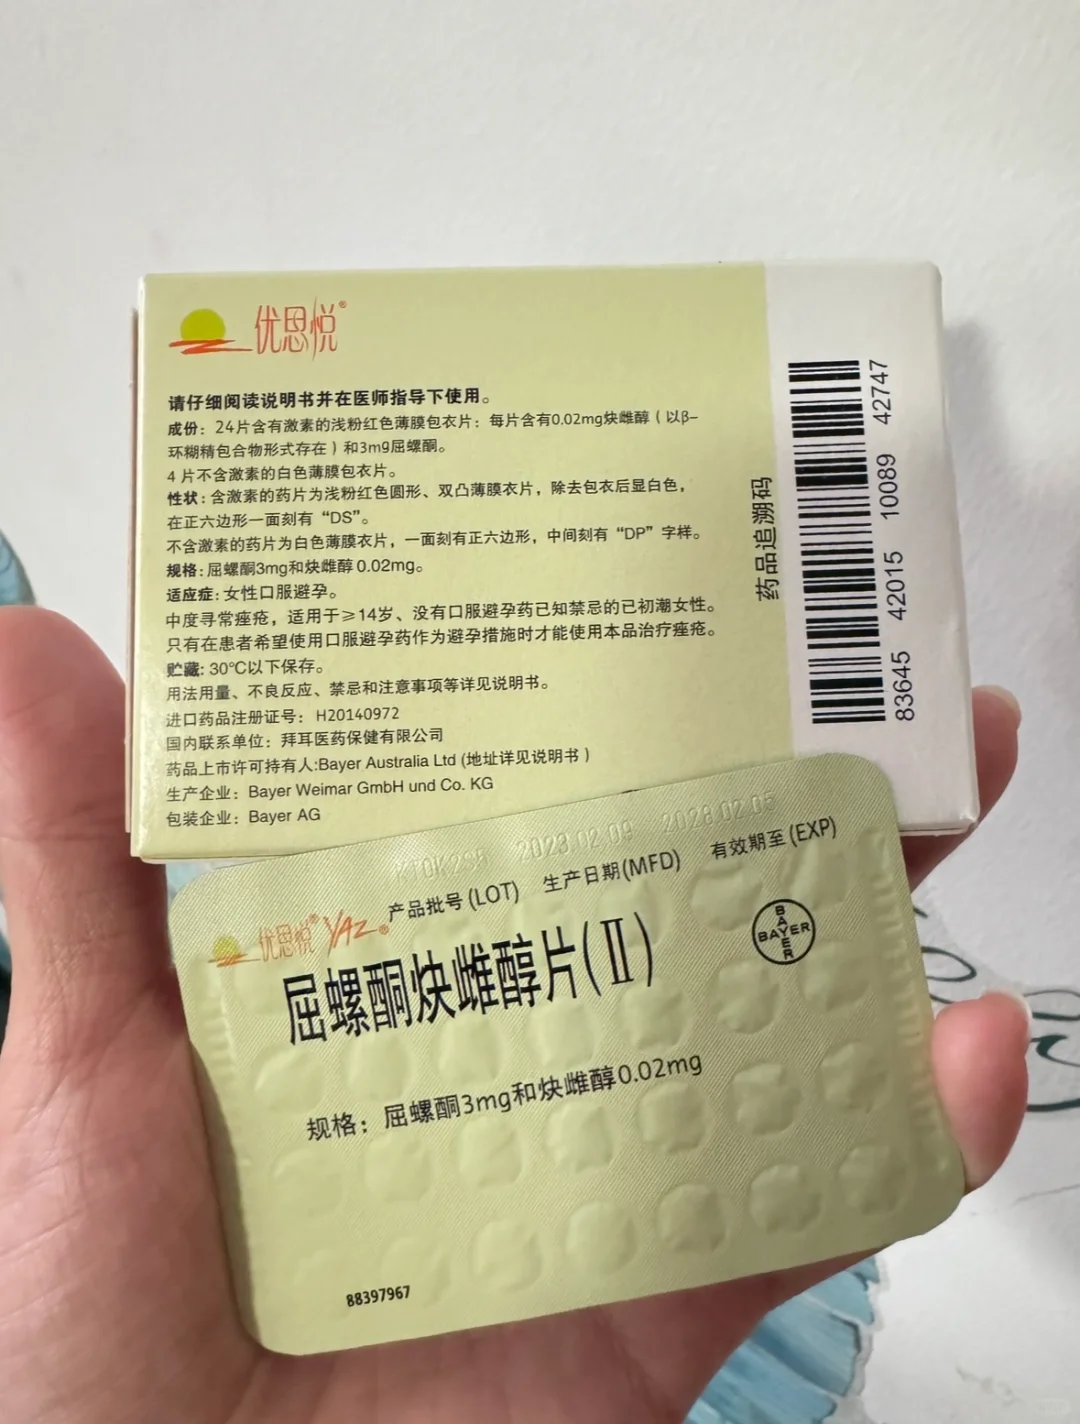 优思悦®
请仔细阅读说明书并在医师指导下使用。
成份：24片含有激素的浅粉红色薄膜包衣片：每片含有0.02mg炔雌醇（以β-
环糊精包合物形式存在）和3mg屈螺酮。
4 片不含激素的白色薄膜包衣片。
性状：含激素的药片为浅粉红色圆形、双凸薄膜衣片，除去包衣后显白色，
在正六边形一面刻有“DS”。
不含激素的药片为白色薄膜衣片，一面刻有正六边形，中间刻有“DP”字样。
规格：屈螺酮3mg和炔雌醇 0.02mg。
适应症：女性口服避孕。
中度寻常痤疮，适用于≥14岁、没有口服避孕药已知禁忌的已初潮女性。
只有在患者希望使用口服避孕药作为避孕措施时才能使用本品治疗痤疮。
贮藏: 30℃以下保存。
用法用量、不良反应、禁忌和注意事项等详见说明书。
进口药品注册证号：H20140972
国内联系单位：拜耳医药保健有限公司
药品上市许可持有人:Bayer Australia Ltd (地址详见说明书 )
生产企业：Bayer Weimar GmbH und Co. KG
包装企业：Bayer AG
药品追溯码
83645 42015 10089 42747
2023.02.09 2028.02.05
产品批号(LOT) 生产日期(MFD) 有效期至(EXP)
优思悦® YAZ®
BAYER
BAYER
屈螺酮炔雌醇片(Ⅱ)
规格：屈螺酮3mg和炔雌醇0.02mg
88397967